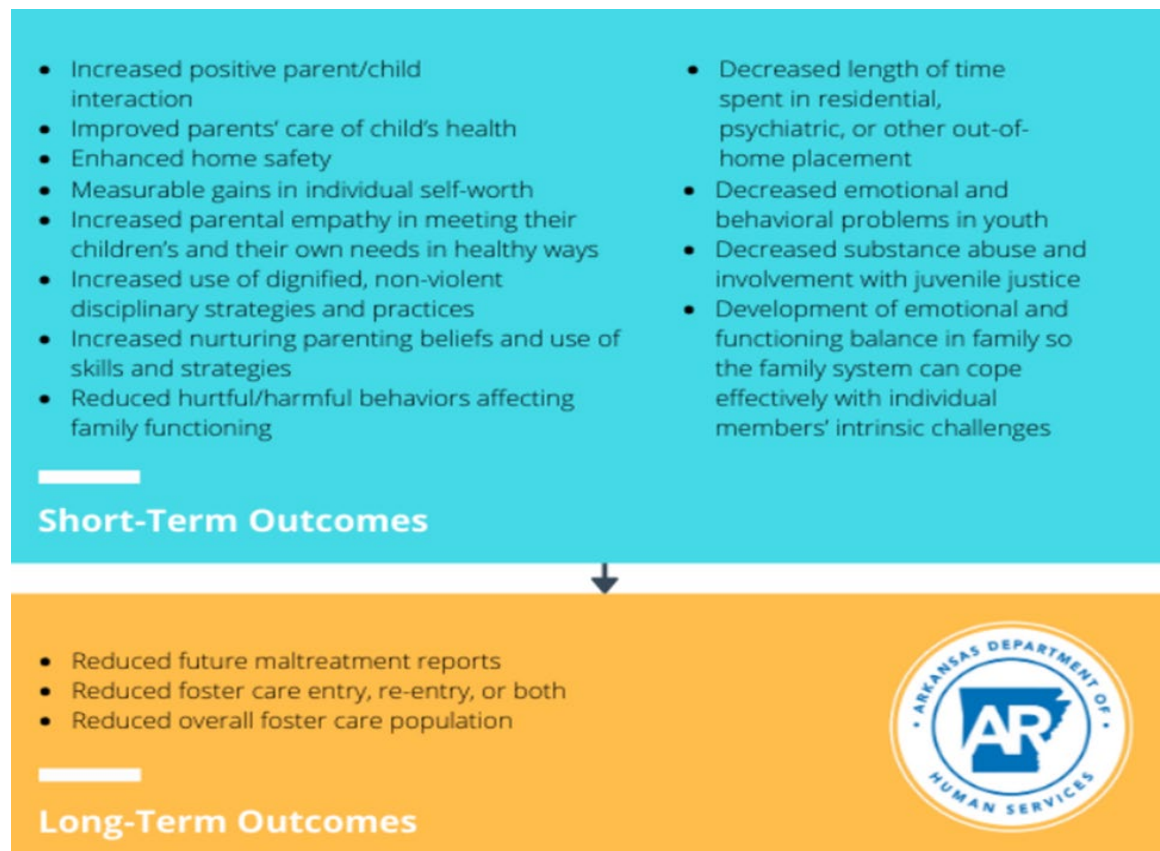 • Increased positive parent/child
interaction
• Improved parents' care of child's health
• Enhanced home safety
• Measurable gains in individual self-worth
• Increased parental empathy in meeting their
children's and their own needs in healthy ways
• Increased use of dignified, non-violent
disciplinary strategies and practices
• Increased nurturing parenting beliefs and use of
skills and strategies
• Reduced hurtful/harmful behaviors affecting
family functioning
• Decreased length of time
spent in residential,
psychiatric, or other out-of-
home placement
• Decreased emotional and
behavioral problems in youth
• Decreased substance abuse and
involvement with juvenile justice
• Development of emotional and
functioning balance in family so
the family system can cope
effectively with individual
members' intrinsic challenges
Short-Term Outcomes
• Reduced future maltreatment reports
• Reduced foster care entry, re-entry, or both
• Reduced overall foster care population
Long-Term Outcomes
• ARKANSAS DEPARTMENT OF •
AR
HUMAN SERVICES